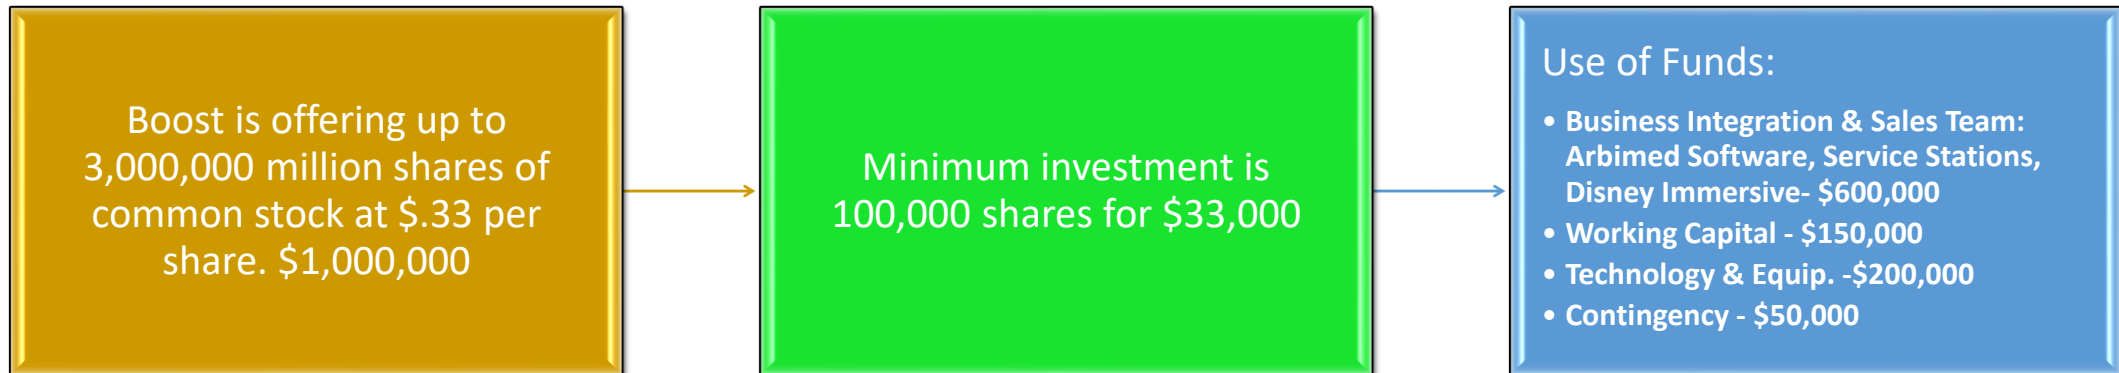 Boost is offering up to
3,000,000 million shares of
common stock at $.33 per
share. $1,000,000
Minimum investment is
100,000 shares for $33,000
Use of Funds:
• Business Integration & Sales Team:
Arbimed Software, Service Stations,
Disney Immersive- $600,000
• Working Capital - $150,000
• Technology & Equip. -$200,000
• Contingency - $50,000